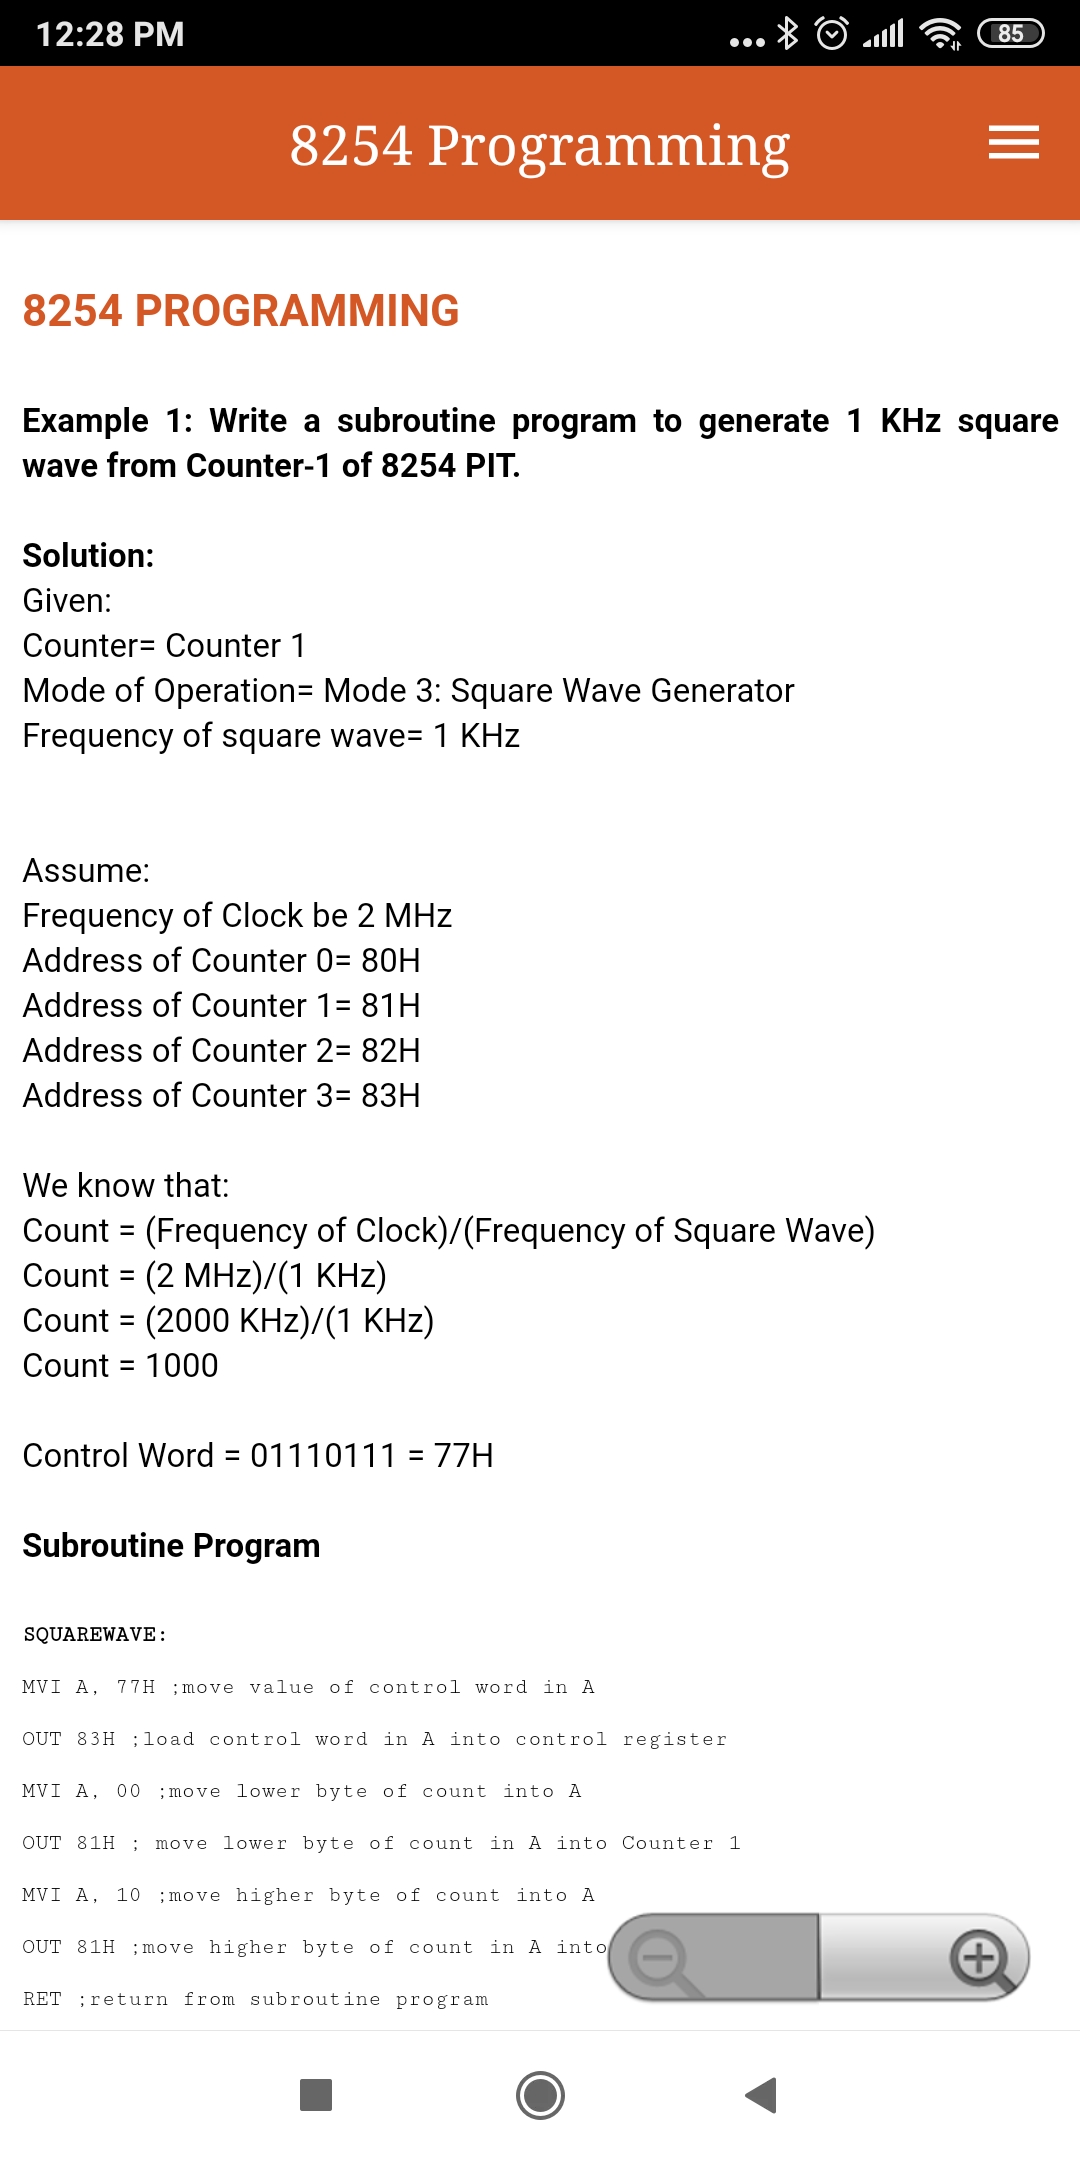 12:28 PM
85
8254 Programming
8254 PROGRAMMING
Example 1: Write a subroutine program to generate 1 KHz square
wave from Counter-1 of 8254 PIT.
Solution:
Given:
Counter= Counter 1
Mode of Operation= Mode 3: Square Wave Generator
Frequency of square wave= 1 KHz
Assume:
Frequency of Clock be 2 MHz
Address of Counter 0= 80H
Address of Counter 1= 81H
Address of Counter 2= 82H
Address of Counter 3= 83H
We know that:
Count = (Frequency of Clock)/(Frequency of Square Wave)
Count = (2 MHz)/(1 KHz)
Count = (2000 KHz)/(1 KHz)
Count = 1000
Control Word = 01110111 = 77H
Subroutine Program
SQUAREWAVE:
MVI A, 77H ;move value of control word in A
OUT 83H ;load control word in A into control register
MVI A, 00 ;move lower byte of count into A
OUT 81H ; move lower byte of count in A into Counter 1
MVI A, 10 ;move higher byte of count into A
OUT 81H ;move higher byte of count in A into
RET ;return from subroutine program